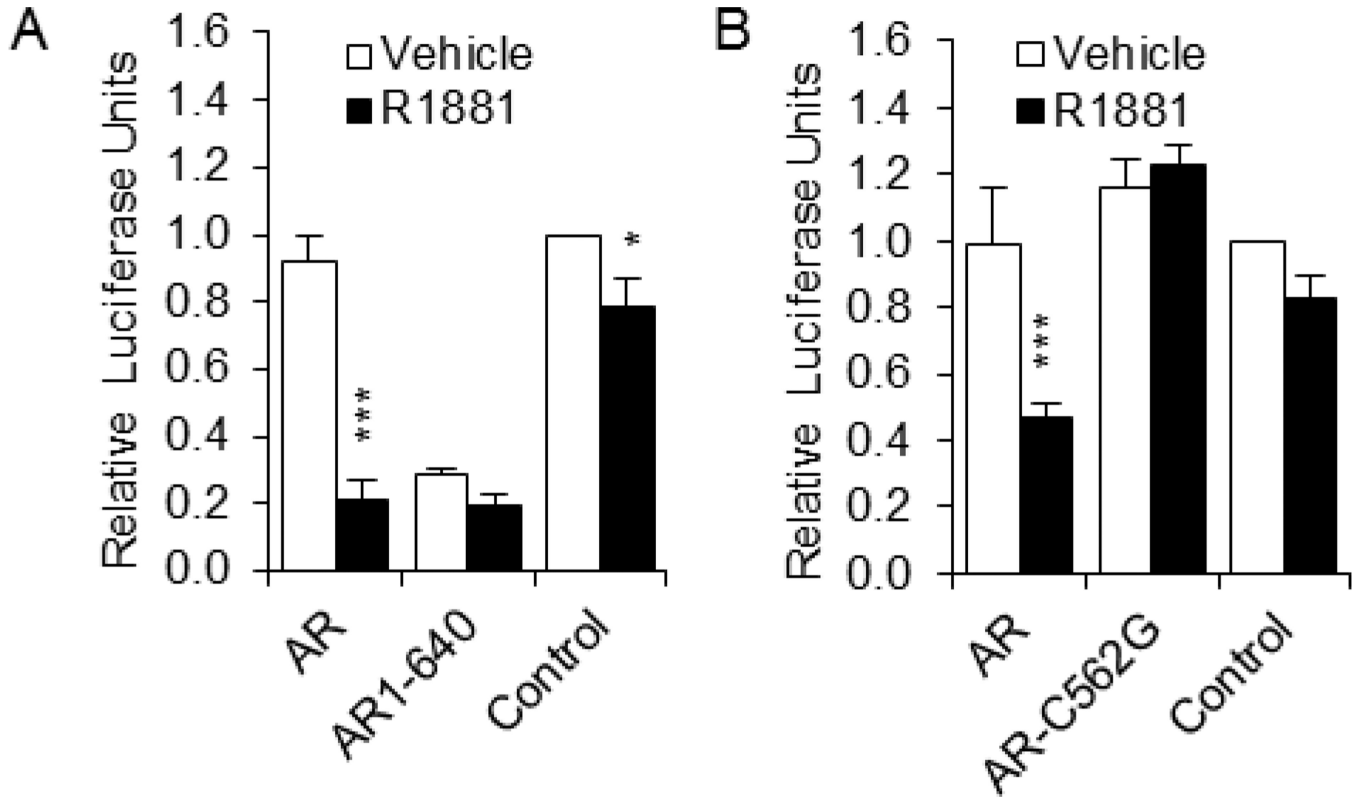 A
Relative Luciferase Units
1.6
1.4
1.2
1.0
0.8
0.6
0.4
0.2
0.0
Vehicle
R1881
***
*
AR
AR1-640
Control
B
Relative Luciferase Units
1.6
1.4
1.2
1.0
0.8
0.6
0.4
0.2
0.0
Vehicle
R1881
***
AR
AR-C562G
Control